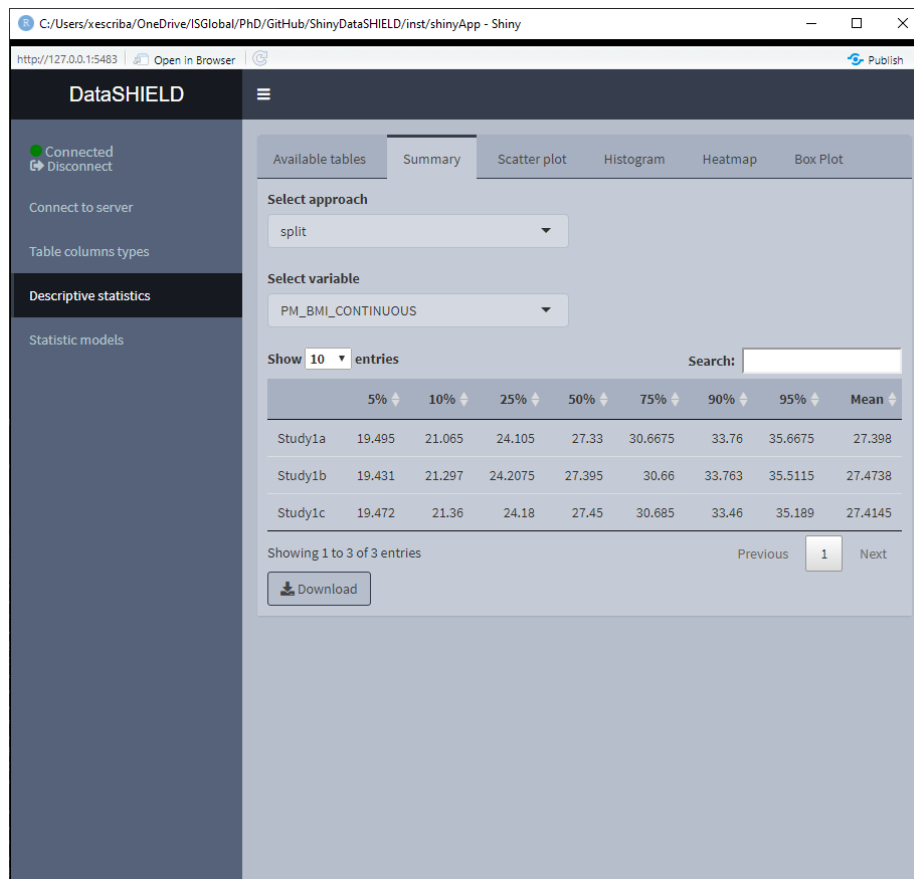 C:/Users/xescriba/OneDrive/ISGlobal/PhD/GitHub/ShinyDataSHIELD/inst/shinyApp - Shiny
http://127.0.0.1:5483 Open in Browser Publish
DataSHIELD
Connected
Disconnect
Connect to server
Table columns types
Descriptive statistics
Statistic models
Available tables Summary Scatter plot Histogram Heatmap Box Plot
Select approach
split
Select variable
PM_BMI_CONTINUOUS
Show 10 entries Search:
5% 10% 25% 50% 75% 90% 95% Mean
Study1a 19.495 21.065 24.105 27.33 30.6675 33.76 35.6675 27.398
Study1b 19.431 21.297 24.2075 27.395 30.66 33.763 35.5115 27.4738
Study1c 19.472 21.36 24.18 27.45 30.685 33.46 35.189 27.4145
Showing 1 to 3 of 3 entries Previous 1 Next
Download